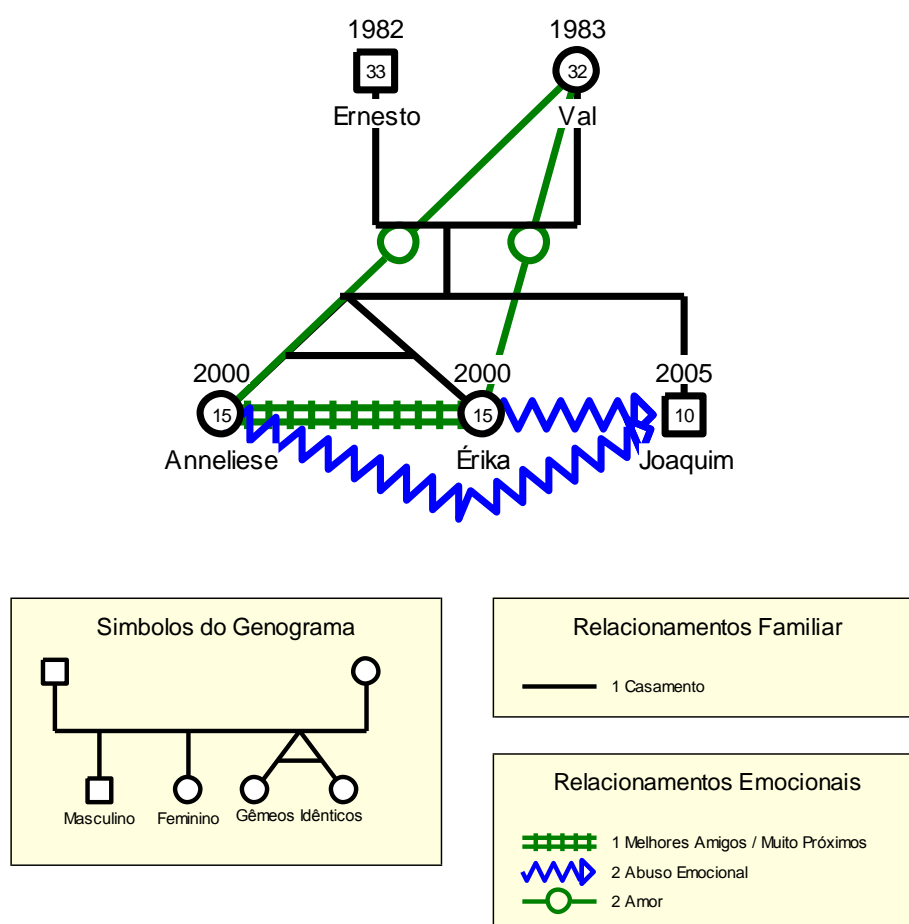 1982 1983
33 32
Ernesto Val
2000 2000 2005
15 15 10
Anneliese Érika Joaquim
Simbolos do Genograma
Masculino Feminino Gêmeos Idênticos
Relacionamentos Familiar
1 Casamento
Relacionamentos Emocionais
1 Melhores Amigos / Muito Próximos
2 Abuso Emocional
2 Amor